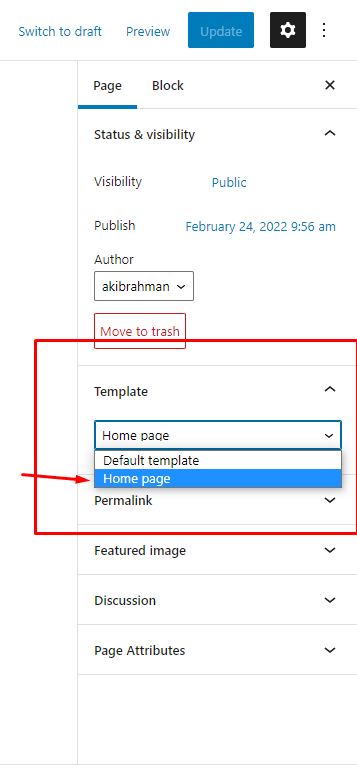 Switch to draft Preview Update
Page Block
Status & visibility
Visibility Public
Publish February 24, 2022 9:56 am
Author
akibrahman
Move to trash
Template
Home page
Default template
Home page
Permalink
Featured image
Discussion
Page Attributes